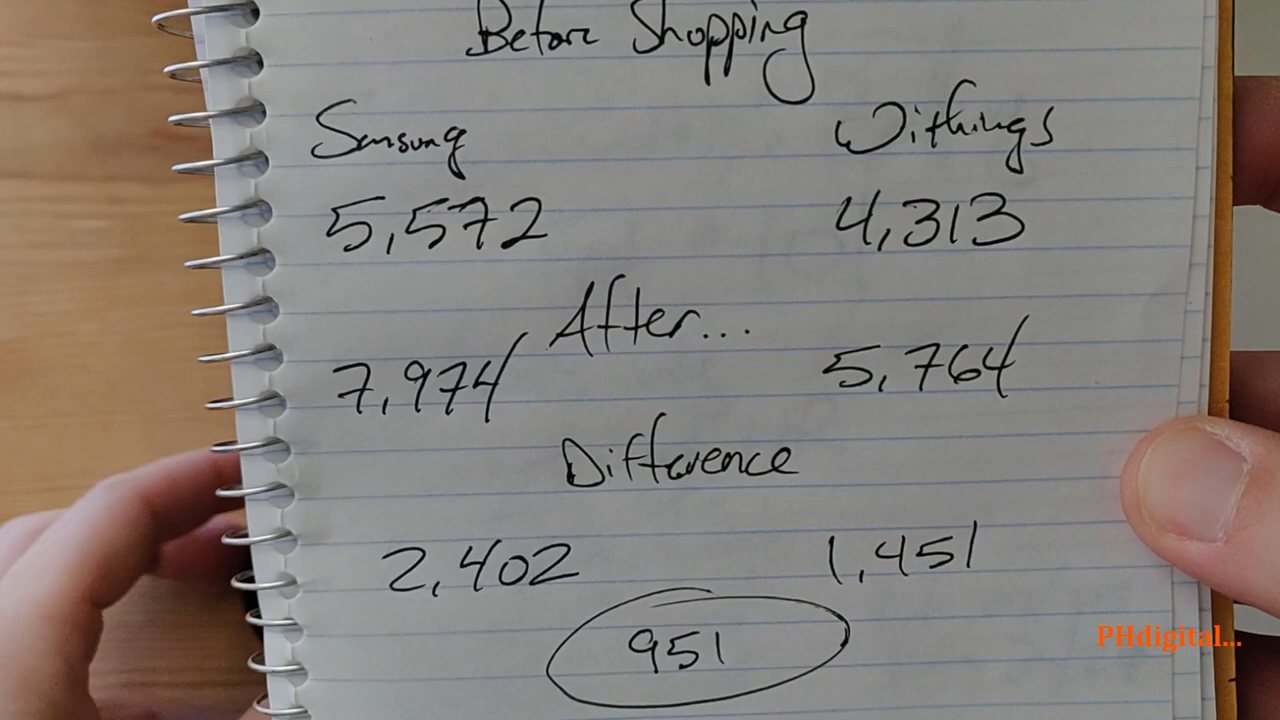 Before Shopping
Samsung Withings
5,572 4,313
After...
7,974 5,764
Difference
2,402 1,451
951
PHdigital...